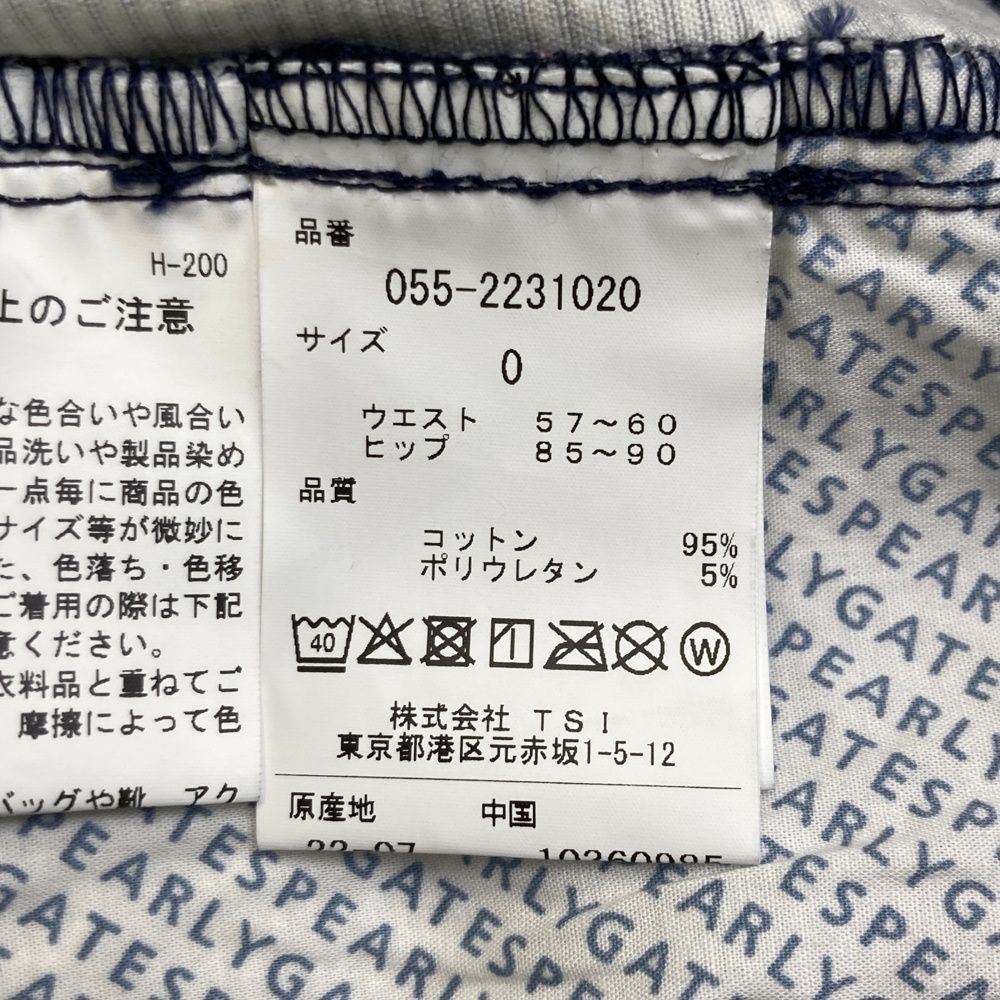 H-200
上のご注意
な色合いや風合い
品洗いや製品染め
一点毎に商品の色
サイズ等が微妙に
た、色落ち・色移
ご着用の際は下記
意ください。
衣料品と重ねてご
摩擦によって色
バッグや靴、アク
品番
055-2231020
サイズ
0
ウエスト 57~60
ヒップ 85~90
品質
コットン 95%
ポリウレタン 5%
40
W
株式会社 TSI
東京都港区元赤坂1-5-12
原産地 中国
PEARLYGATES
PEARLYGATES
PEARLYGATES